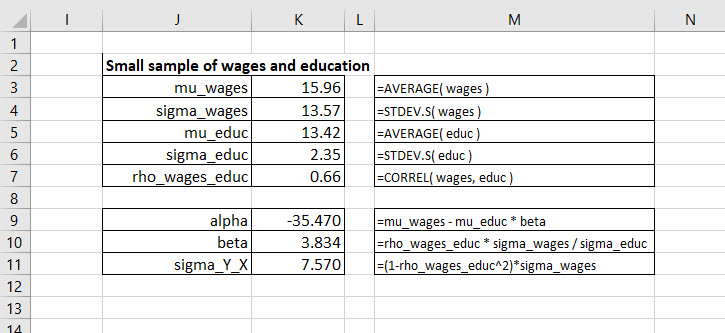 I J K L M N
1
2 Small sample of wages and education
3 mu_wages 15.96 =AVERAGE( wages )
4 sigma_wages 13.57 =STDEV.S( wages )
5 mu_educ 13.42 =AVERAGE( educ )
6 sigma_educ 2.35 =STDEV.S( educ )
7 rho_wages_educ 0.66 =CORREL( wages, educ )
8
9 alpha -35.470 =mu_wages - mu_educ * beta
10 beta 3.834 =rho_wages_educ * sigma_wages / sigma_educ
11 sigma_Y_X 7.570 =(1-rho_wages_educ^2)*sigma_wages
12
13
14